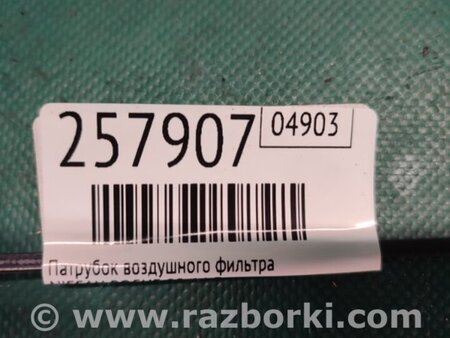 257907
04903
Патрубок воздушного фильтра
© www.razborki.com